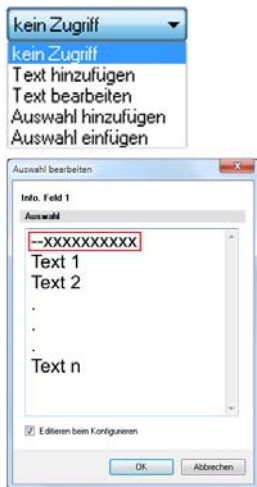 kein Zugriff
kein Zugriff
Text hinzufügen
Text bearbeiten
Auswahl hinzufügen
Auswahl einfügen
Auswahl bearbeiten
Info. Feld 1
Auswahl
--XXXXXXXXXX
Text 1
Text 2
.
.
.
Text n
Editieren beim Konfigurieren
OK
Abbrechen